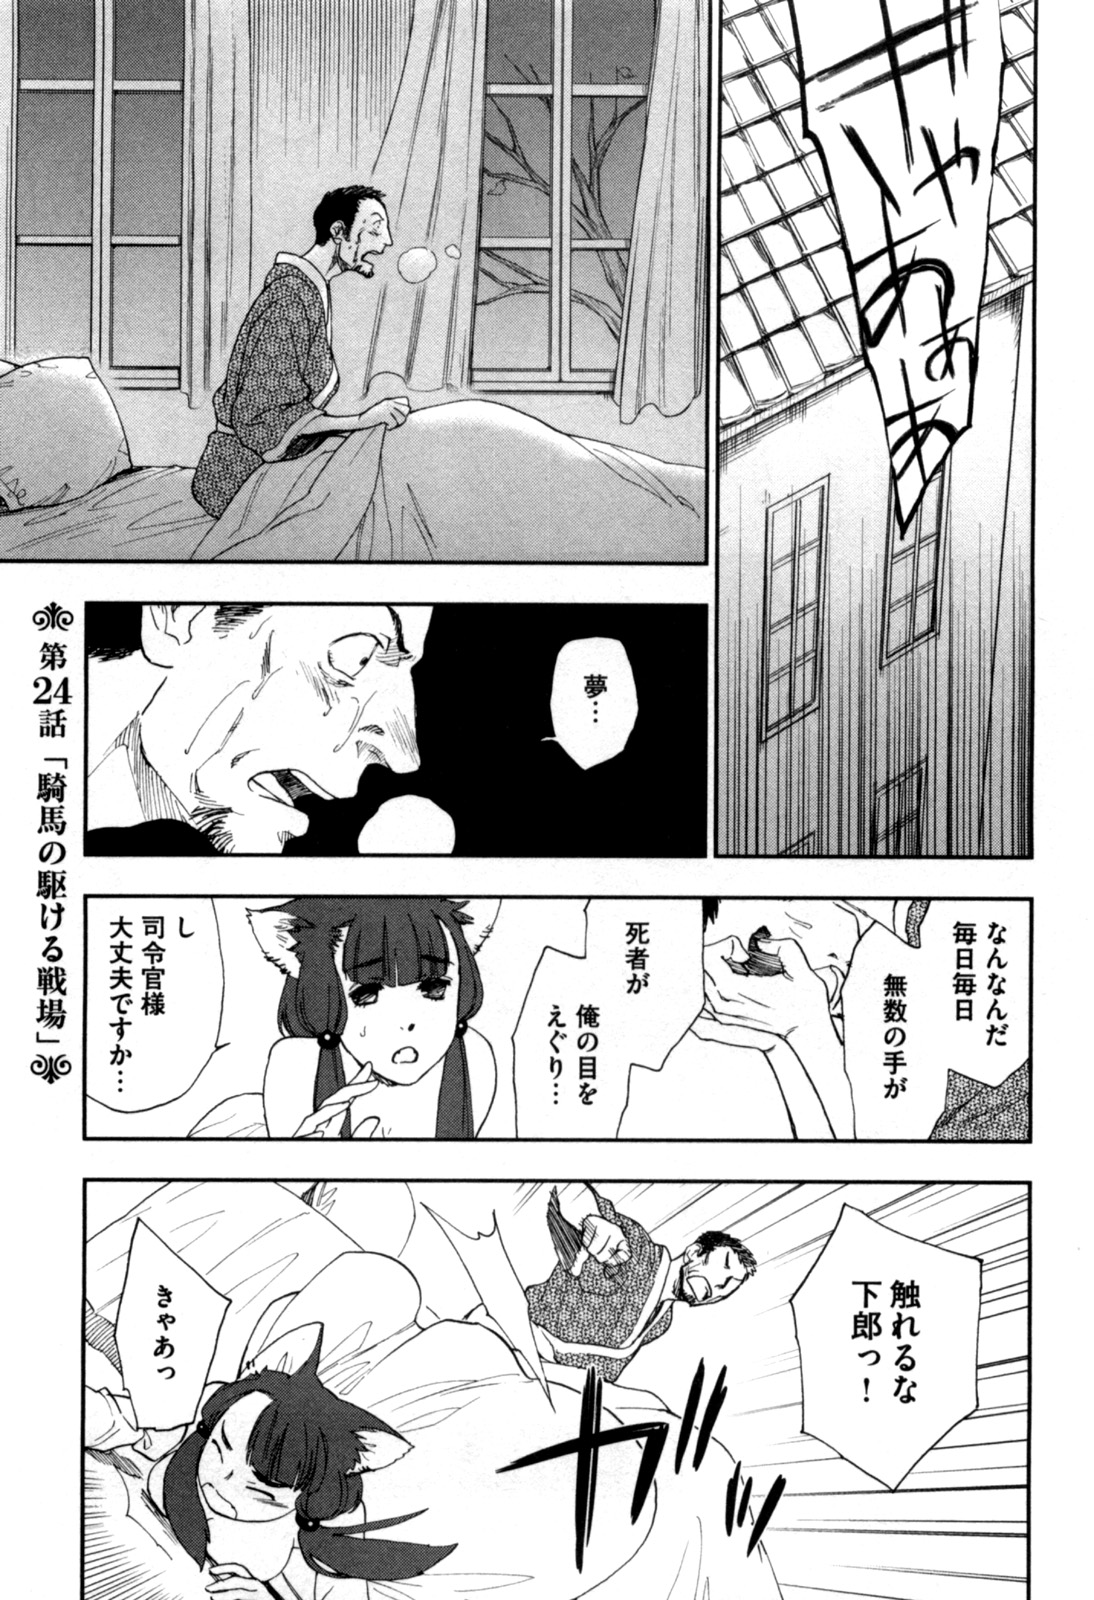 ぎゃあああ
夢…
第24話「騎馬の駆ける戦場」
なんなんだ
毎日毎日
無数の手が
死者が
俺の目を
えぐり…
し
司令官様
大丈夫ですか…
触れるな
下郎っ！
きゃあっ
ガッ